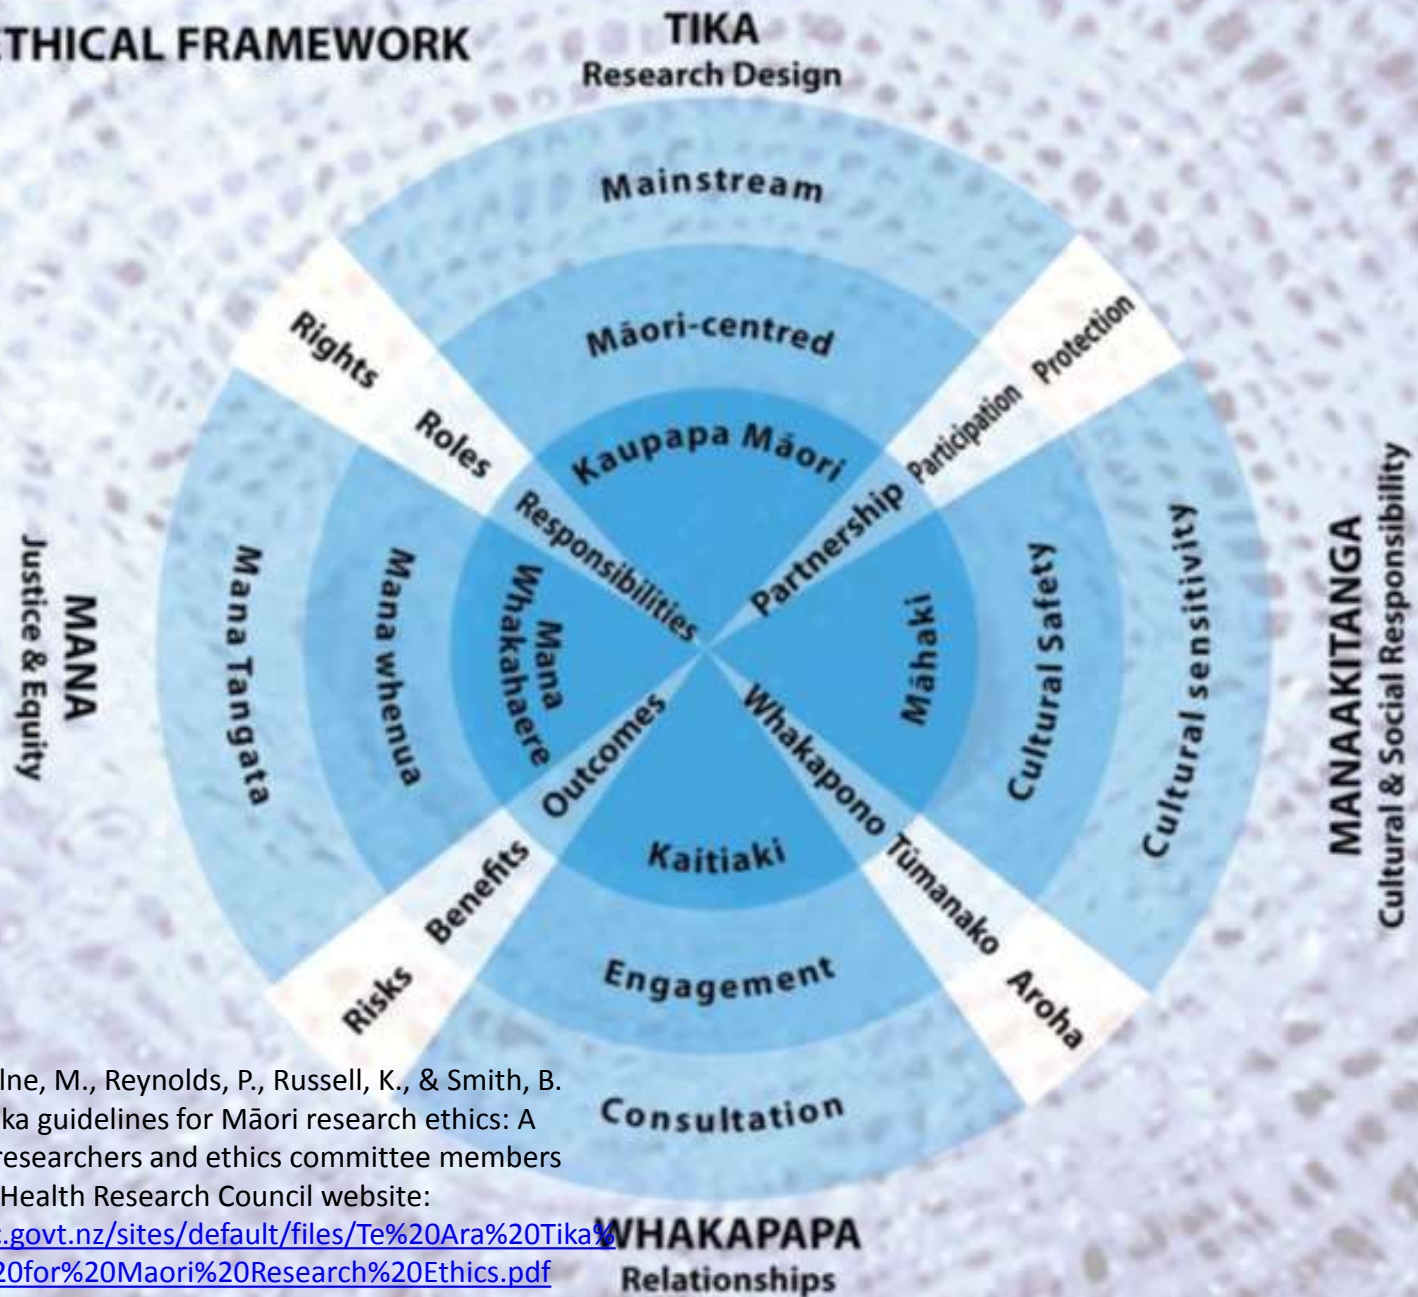 ETHICAL FRAMEWORK
TIKA
Research Design
Mainstream
Māori-centred
Kaupapa Māori
Rights
Roles
Responsibilities
Protection
Participation
Partnership
MANA
Justice & Equity
Mana Tangata
Mana whenua
Mana
Whakahaere
Māhaki
Cultural Safety
Cultural sensitivity
MANAAKITANGA
Cultural & Social Responsibility
Outcomes
Benefits
Risks
Whakapono
Tūmanako
Aroha
Kaitiaki
Engagement
Consultation
WHAKAPAPA
Relationships
lne, M., Reynolds, P., Russell, K., & Smith, B.
ka guidelines for Māori research ethics: A
researchers and ethics committee members
Health Research Council website:
c.govt.nz/sites/default/files/Te%20Ara%20Tika%
20for%20Maori%20Research%20Ethics.pdf